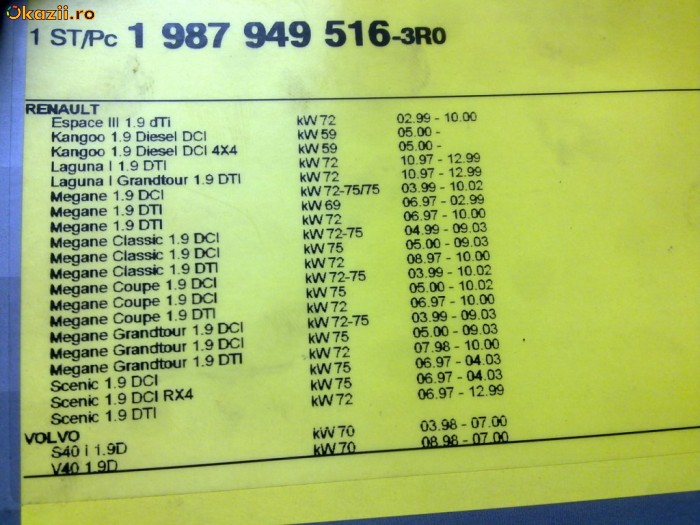 Okazii.ro
1 ST/Pc 1 987 949 516-3R0
RENAULT
Espace III 1.9 dTi kW 72 02.99 - 10.00
Kangoo 1.9 Diesel DCI kW 59 05.00 -
Kangoo 1.9 Diesel DCI 4X4 kW 59 05.00 -
Laguna I 1.9 DTI kW 72 10.97 - 12.99
Laguna I Grandtour 1.9 DTI kW 72 10.97 - 12.99
Megane 1.9 DCI kW 72-75/75 03.99 - 10.02
Megane 1.9 DTI kW 69 06.97 - 02.99
Megane 1.9 DTI kW 72 06.97 - 10.00
Megane Classic 1.9 DCI kW 72-75 04.99 - 09.03
Megane Classic 1.9 DCI kW 75 05.00 - 09.03
Megane Classic 1.9 DTI kW 72 08.97 - 10.00
Megane Coupe 1.9 DCI kW 72-75 03.99 - 10.02
Megane Coupe 1.9 DCI kW 75 05.00 - 10.02
Megane Coupe 1.9 DTI kW 72 06.97 - 10.00
Megane Grandtour 1.9 DCI kW 72-75 03.99 - 09.03
Megane Grandtour 1.9 DCI kW 75 05.00 - 09.03
Megane Grandtour 1.9 DTI kW 72 07.98 - 10.00
Scenic 1.9 DCI 06.97 - 04.03
Scenic 1.9 DCI RX4 kW 75 06.97 - 04.03
Scenic 1.9 DTI kW 72 06.97 - 12.99
VOLVO
S40 I 1.9D kW 70 03.98 - 07.00
V40 1.9D kW 70 08.98 - 07.00